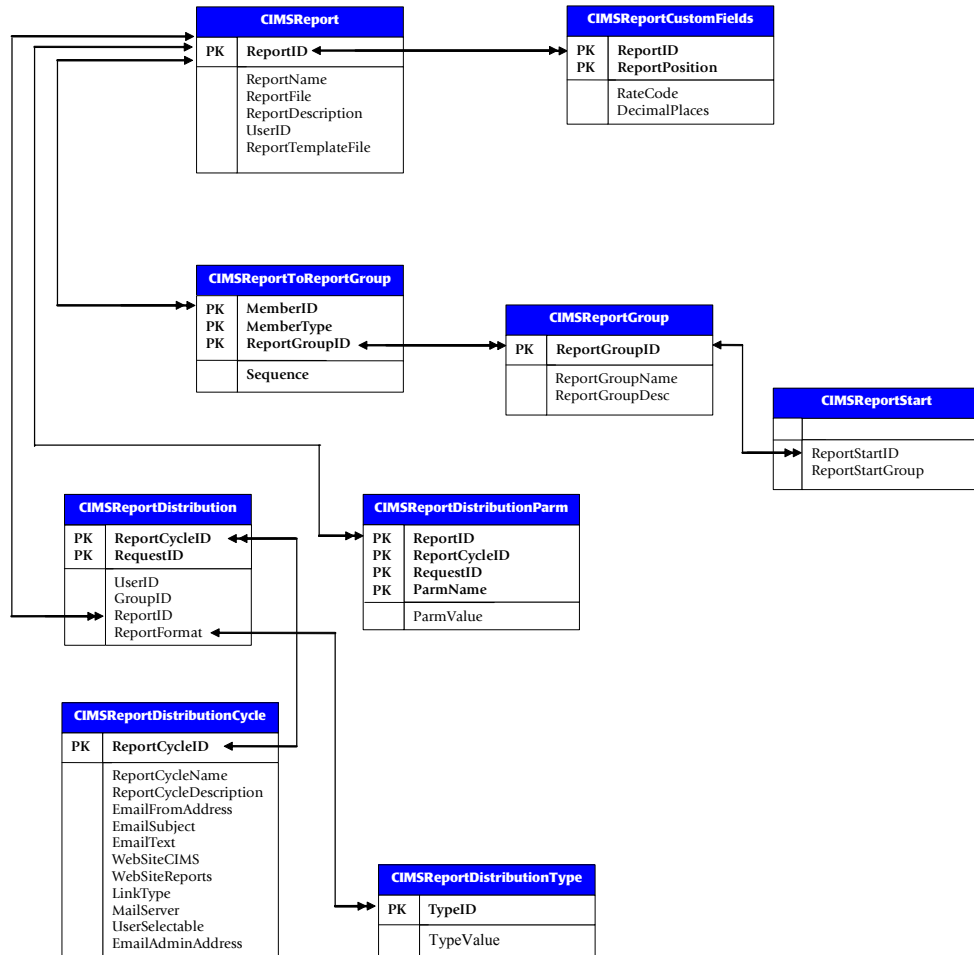 CIMSReport
PK ReportID
ReportName
ReportFile
ReportDescription
UserID
ReportTemplateFile
CIMSReportCustomFields
PK ReportID
PK ReportPosition
RateCode
DecimalPlaces
CIMSReportToReportGroup
PK MemberID
PK MemberType
PK ReportGroupID
Sequence
CIMSReportGroup
PK ReportGroupID
ReportGroupName
ReportGroupDesc
CIMSReportStart
ReportStartID
ReportStartGroup
CIMSReportDistribution
PK ReportCycleID
PK RequestID
UserID
GroupID
ReportID
ReportFormat
CIMSReportDistributionParm
PK ReportID
PK ReportCycleID
PK RequestID
PK ParmName
ParmValue
CIMSReportDistributionCycle
PK ReportCycleID
ReportCycleName
ReportCycleDescription
EmailFromAddress
EmailSubject
EmailText
WebSiteCIMS
WebSiteReports
LinkType
MailServer
UserSelectable
EmailAdminAddress
CIMSReportDistributionType
PK TypeID
TypeValue